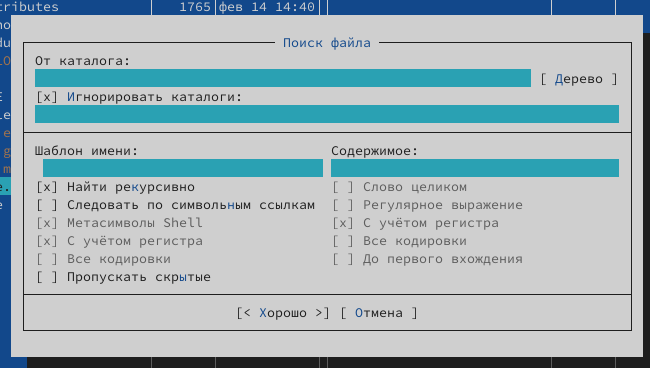 ributes 1765 фев 14 14:40
Поиск файла
От каталога:
[ Дерево ]
[x] Игнорировать каталоги:
Шаблон имени: Содержимое:
[x] Найти рекурсивно [ ] Слово целиком
[ ] Следовать по символьным ссылкам [ ] Регулярное выражение
[x] Метасимволы Shell [x] С учётом регистра
[x] С учётом регистра [ ] Все кодировки
[ ] Все кодировки [ ] До первого вхождения
[ ] Пропускать скрытые
[< Хорошо >] [ Отмена ]